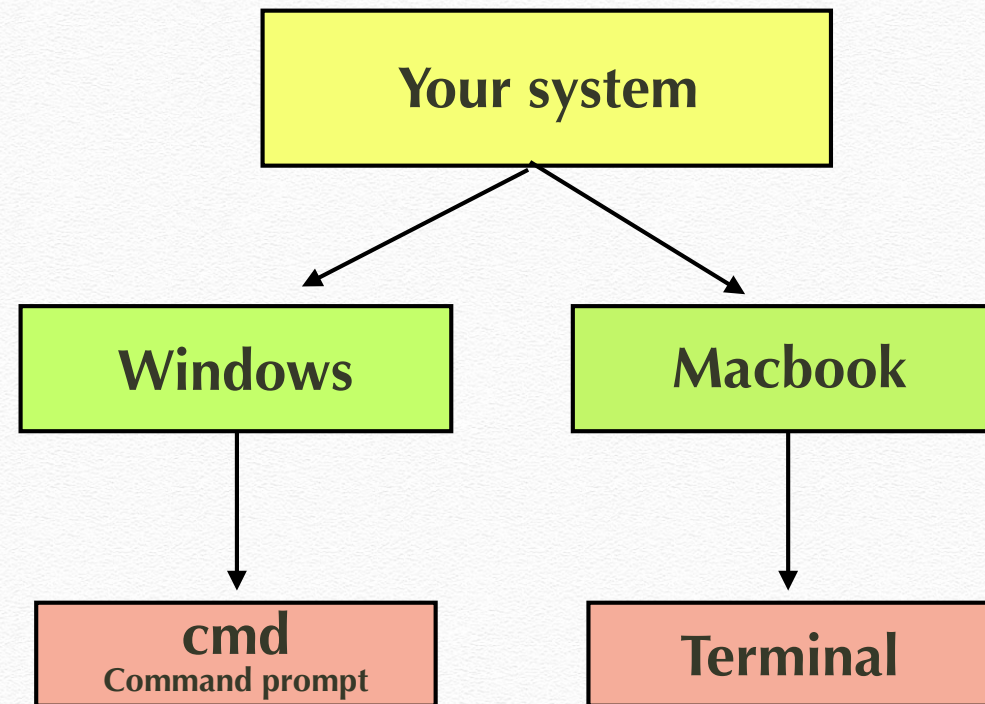 Your system
Windows
Macbook
cmd
Command prompt
Terminal